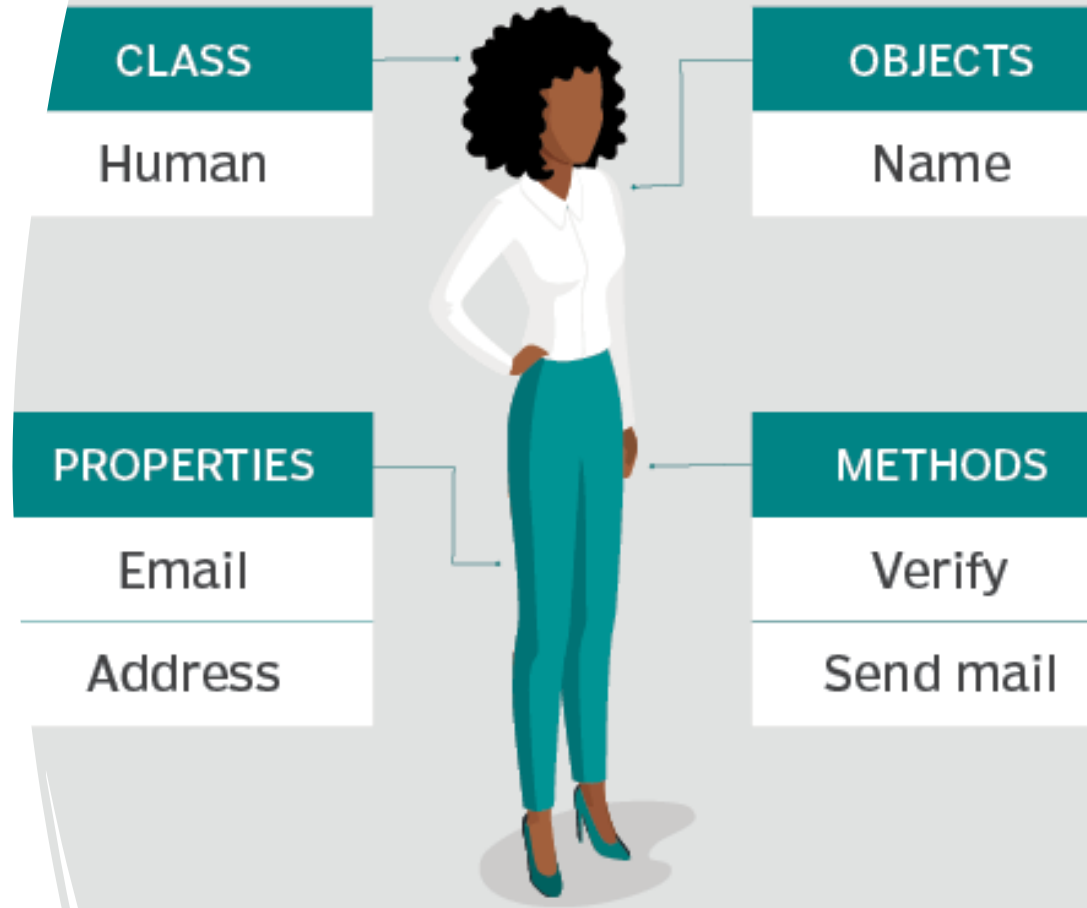 CLASS
Human
OBJECTS
Name
PROPERTIES
Email
Address
METHODS
Verify
Send mail